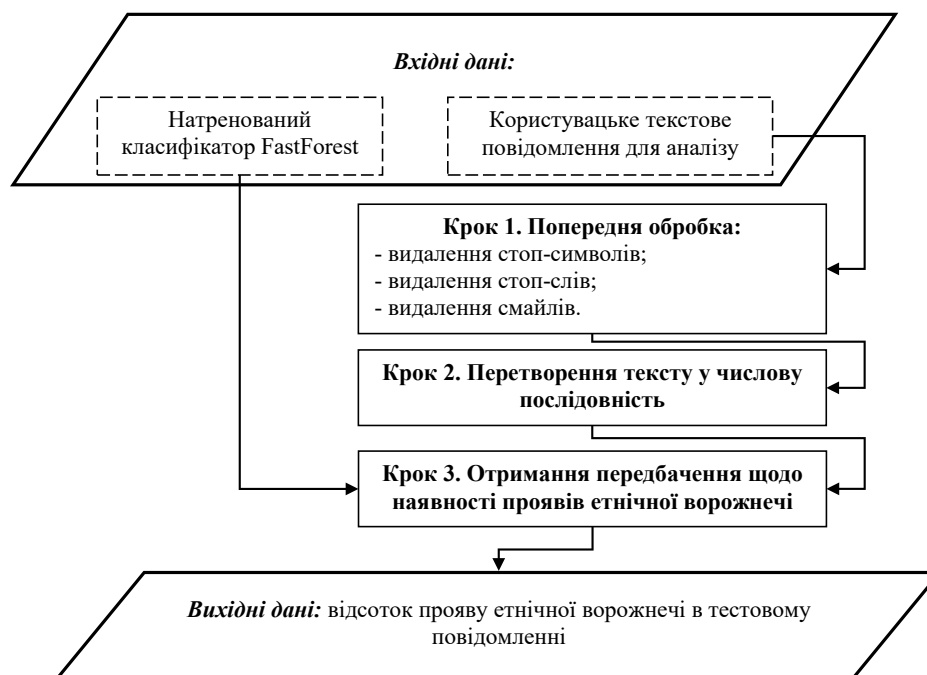 Вхідні дані:
Натренований
класифікатор FastForest
Користувацьке текстове
повідомлення для аналізу
Крок 1. Попередня обробка:
- видалення стоп-символів;
- видалення стоп-слів;
- видалення смайлів.
Крок 2. Перетворення тексту у числову
послідовність
Крок 3. Отримання передбачення щодо
наявності проявів етнічної ворожнечі
Вихідні дані: відсоток прояву етнічної ворожнечі в тестовому
повідомленні